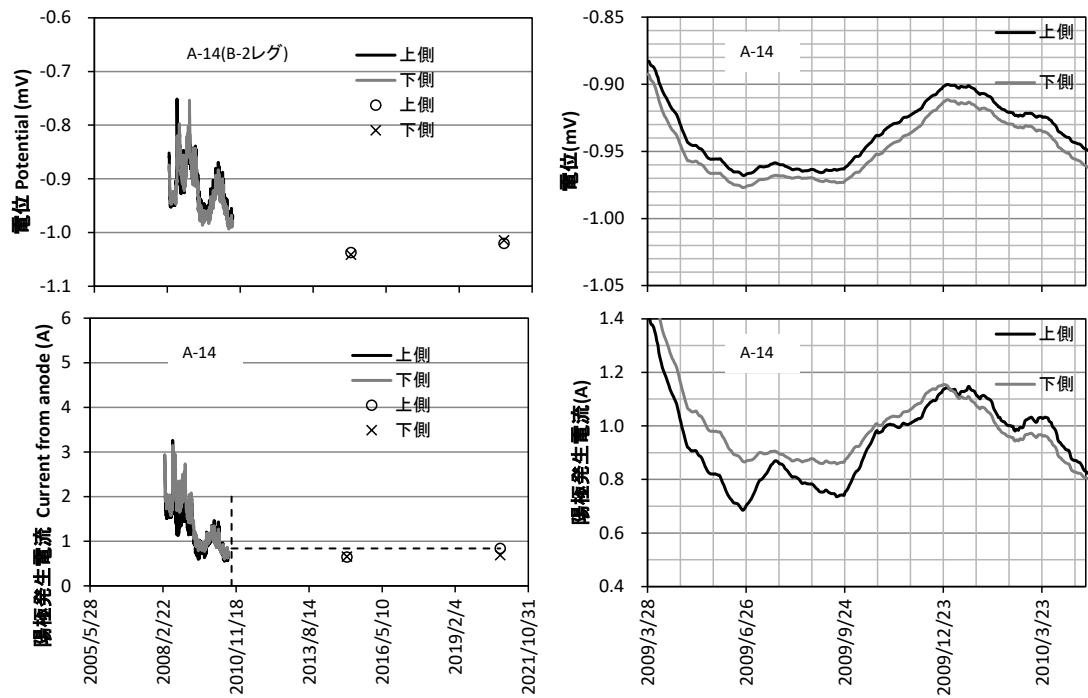 -0.6
-0.7
-0.8
-0.9
-1.0
-1.1
電位 Potential (mV)
A-14(B-2レグ)
上側
下側
上側
下側
-0.85
-0.90
-0.95
-1.00
-1.05
電位(mV)
A-14
上側
下側
6
5
4
3
2
1
0
陽極発生電流 Current from anode (A)
A-14
上側
下側
上側
下側
2005/5/28
2008/2/22
2010/11/18
2013/8/14
2016/5/10
2019/2/4
2021/10/31
1.4
1.2
1.0
0.8
0.6
0.4
陽極発生電流(A)
A-14
上側
下側
2009/3/28
2009/6/26
2009/9/24
2009/12/23
2010/3/23